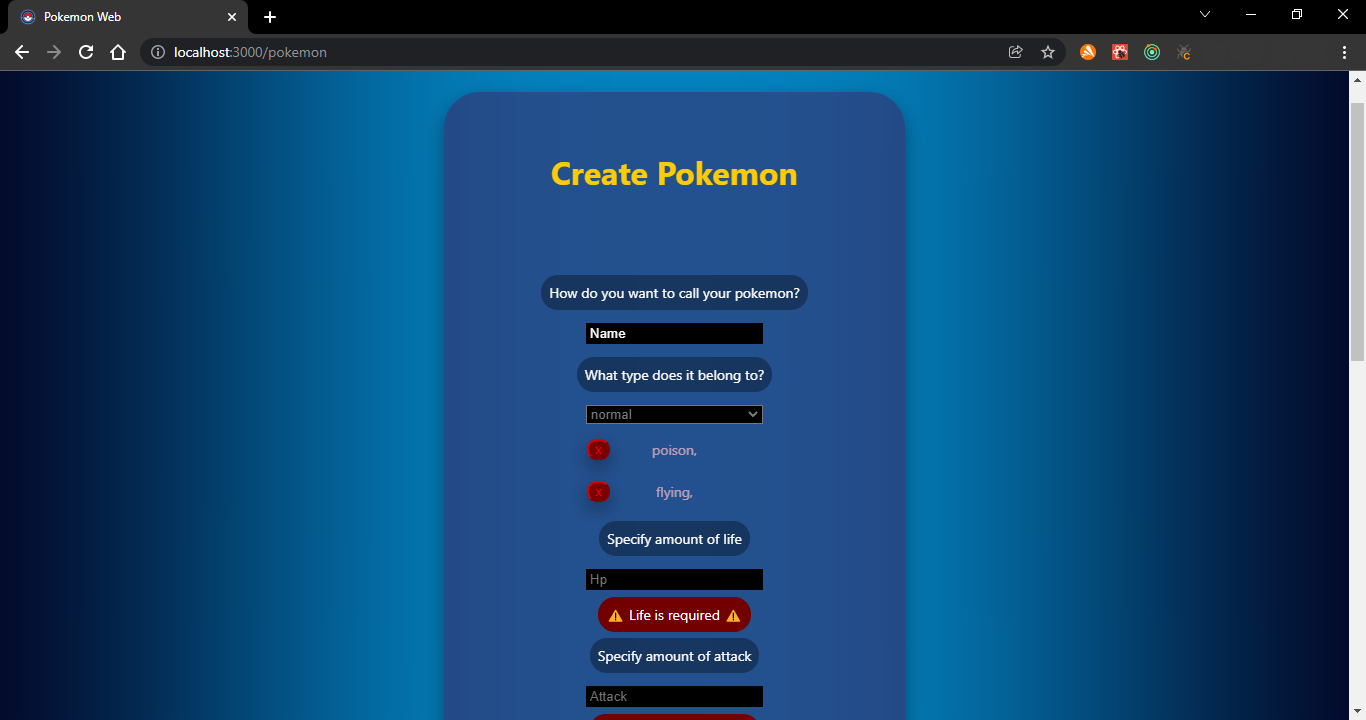 Pokemon Web
localhost:3000/pokemon
Create Pokemon
How do you want to call your pokemon?
Name
What type does it belong to?
normal
x poison,
x flying,
Specify amount of life
Hp
⚠ Life is required ⚠
Specify amount of attack
Attack